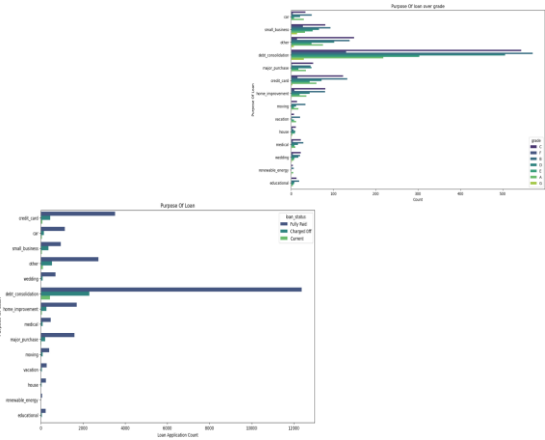 Purpose Of loan over grade
car
small_business
other
debt_consolidation
major_purchase
credit_card
home_improvement
moving
vacation
house
medical
wedding
renewable_energy
educational
0 100 200 300 400 500
Count
grade
F
B
D
A
G
Purpose Of Loan
credit_card
car
small_business
other
wedding
debt_consolidation
home_improvement
medical
major_purchase
moving
vacation
house
renewable_energy
educational
0 2000 4000 6000 8000 10000 12000
Loan Application Count
loan_status
Fully Paid
Charged Off
Current